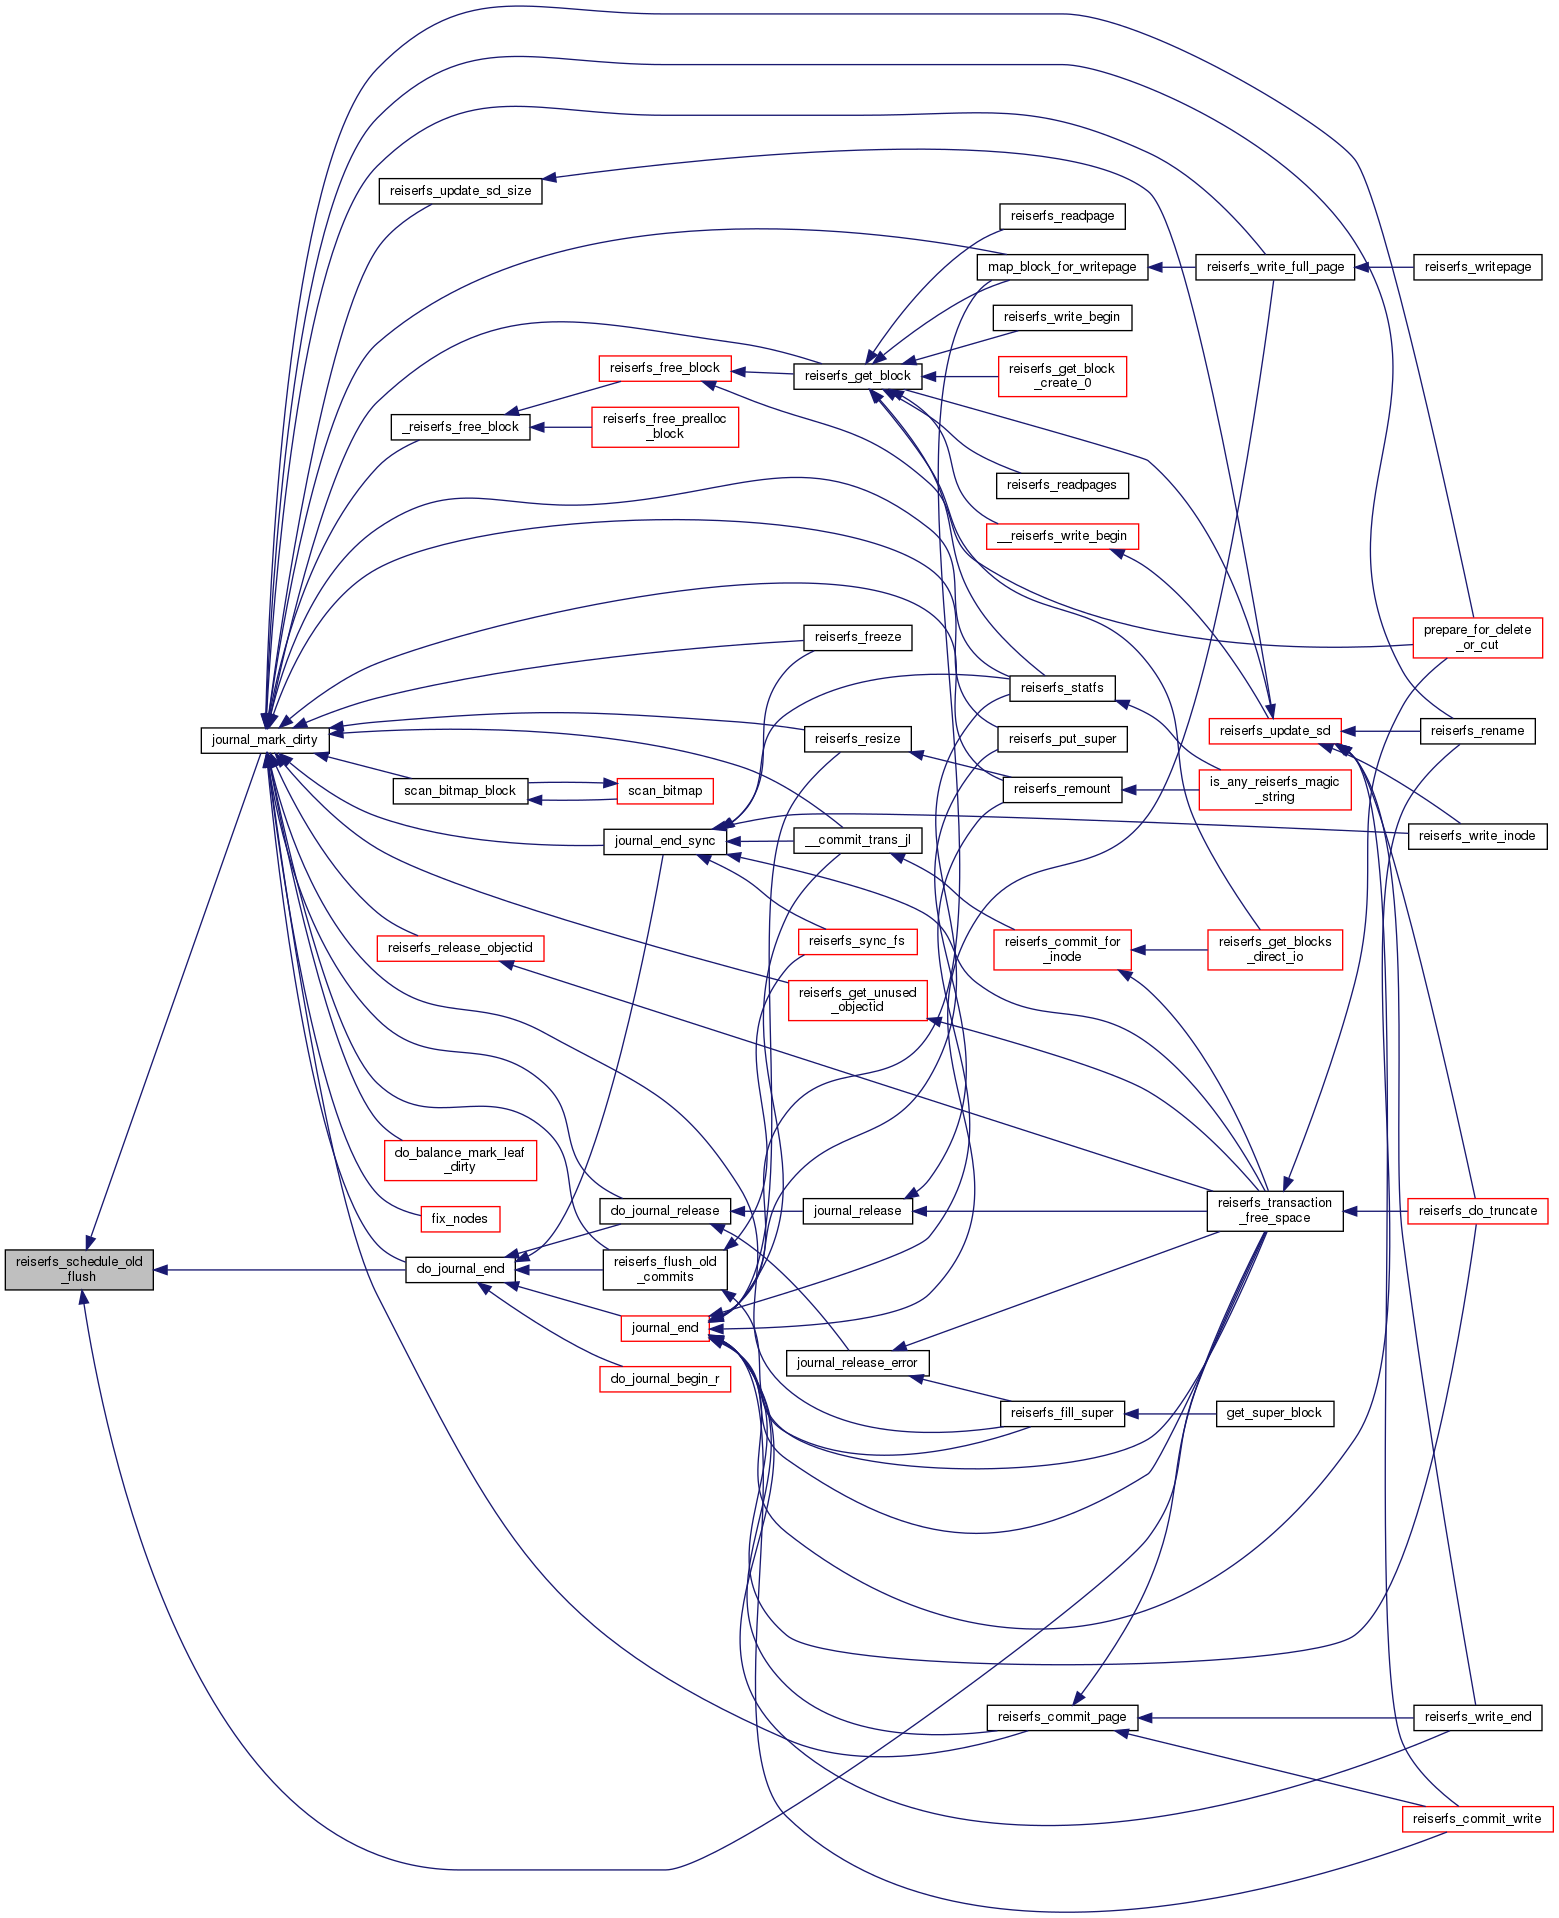 reiserfs_schedule_old
_flush
journal_mark_dirty
reiserfs_update_sd_size
_reiserfs_free_block
scan_bitmap_block
reiserfs_release_objectid
do_balance_mark_leaf
_dirty
fix_nodes
do_journal_end
reiserfs_free_block
reiserfs_free_prealloc
_block
scan_bitmap
journal_end_sync
do_journal_release
reiserfs_flush_old
_commits
journal_end
do_journal_begin_r
reiserfs_get_block
reiserfs_freeze
reiserfs_resize
__commit_trans_jl
reiserfs_sync_fs
reiserfs_get_unused
_objectid
journal_release
journal_release_error
reiserfs_readpage
map_block_for_writepage
reiserfs_write_begin
reiserfs_get_block
_create_0
reiserfs_readpages
__reiserfs_write_begin
reiserfs_statfs
reiserfs_put_super
reiserfs_remount
reiserfs_commit_for
_inode
reiserfs_fill_super
reiserfs_commit_page
reiserfs_write_full_page
reiserfs_update_sd
is_any_reiserfs_magic
_string
reiserfs_get_blocks
_direct_io
reiserfs_transaction
_free_space
get_super_block
reiserfs_writepage
prepare_for_delete
_or_cut
reiserfs_rename
reiserfs_write_inode
reiserfs_do_truncate
reiserfs_write_end
reiserfs_commit_write